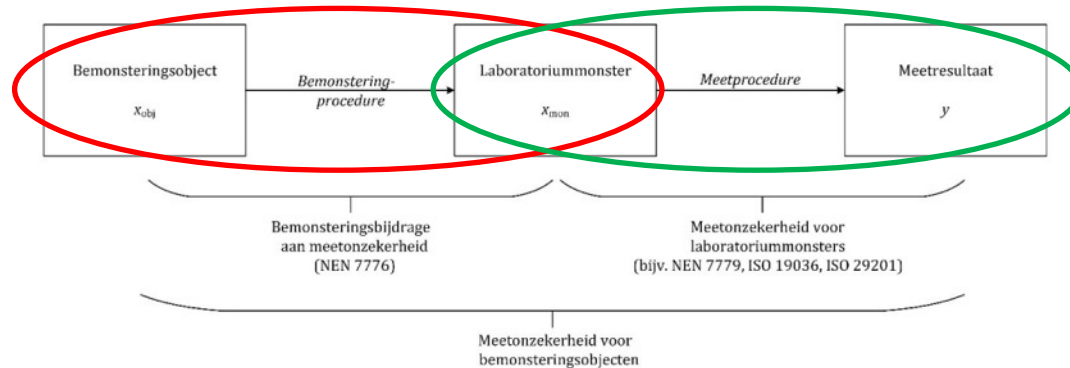 Bemonsteringsobject
x_obj
Bemonstering-
procedure
Laboratoriummonster
x_mon
Meetprocedure
Meetresultaat
y
Bemonsteringsbijdrage
aan meetonzekerheid
(NEN 7776)
Meetonzekerheid voor
laboratoriummonsters
(bijv. NEN 7779, ISO 19036, ISO 29201)
Meetonzekerheid voor
bemonsteringsobjecten